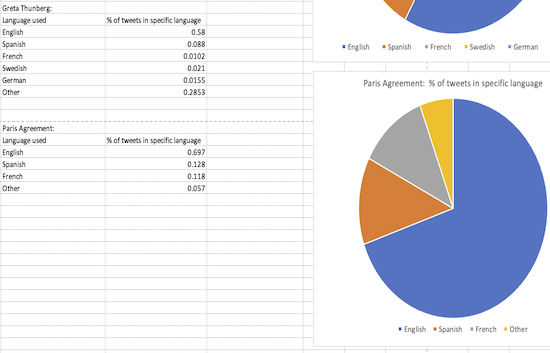 Greta Thunberg:
Language used % of tweets in specific language
English 0.58
Spanish 0.088
French 0.0102
Swedish 0.021
German 0.0155
Other 0.2853
Paris Agreement:
Language used % of tweets in specific language
English 0.697
Spanish 0.128
French 0.118
Other 0.057
English Spanish French Swedish German
Paris Agreement: % of tweets in specific language
English Spanish French Other